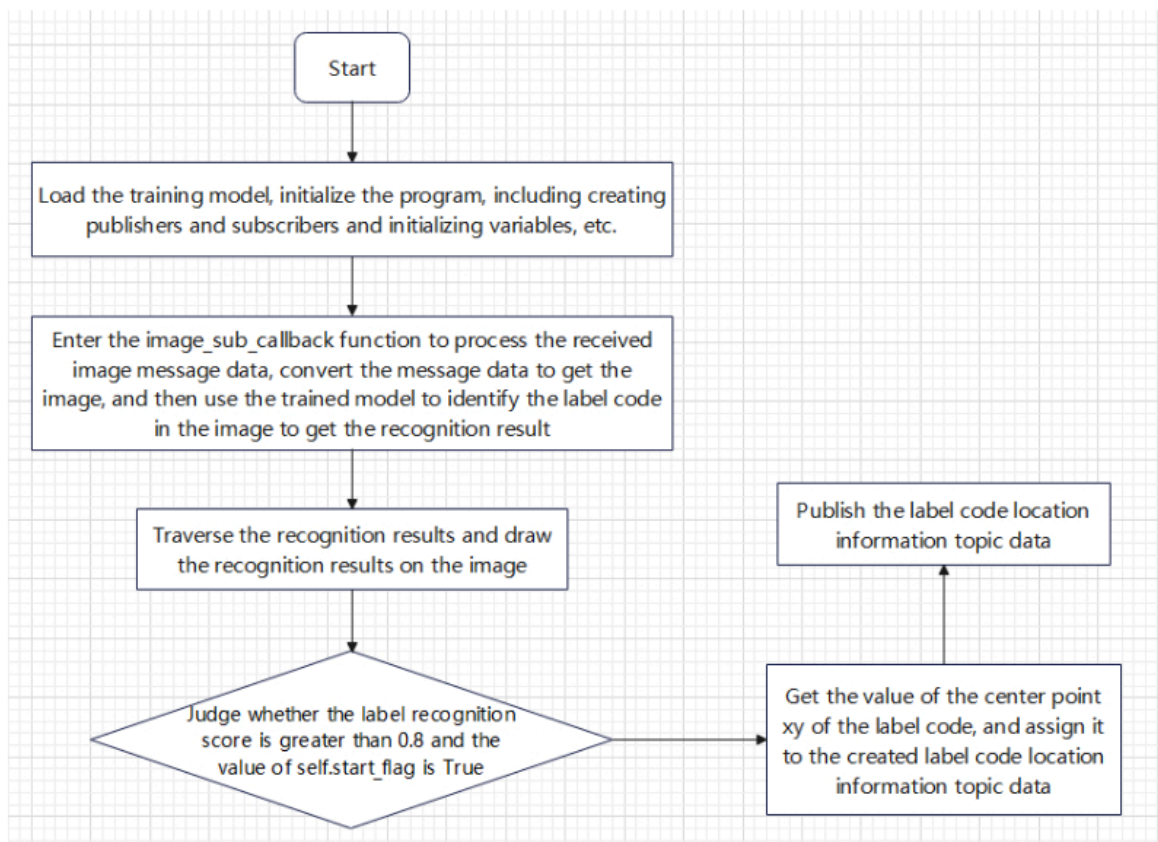 Start
Load the training model, initialize the program, including creating
publishers and subscribers and initializing variables, etc.
Enter the image_sub_callback function to process the received
image message data, convert the message data to get the
image, and then use the trained model to identify the label code
in the image to get the recognition result
Traverse the recognition results and draw
the recognition results on the image
Judge whether the label recognition
score is greater than 0.8 and the
value of self.start_flag is True
Get the value of the center point
xy of the label code, and assign it
to the created label code location
information topic data
Publish the label code location
information topic data